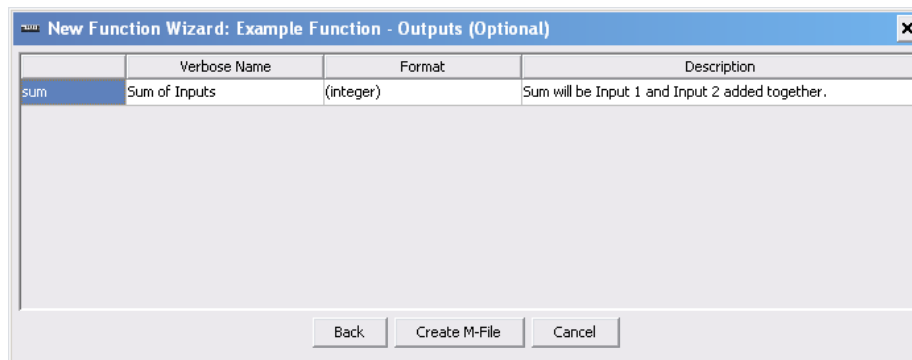 New Function Wizard: Example Function - Outputs (Optional)
Verbose Name Format Description
sum Sum of Inputs (integer) Sum will be Input 1 and Input 2 added together.
Back Create M-File Cancel